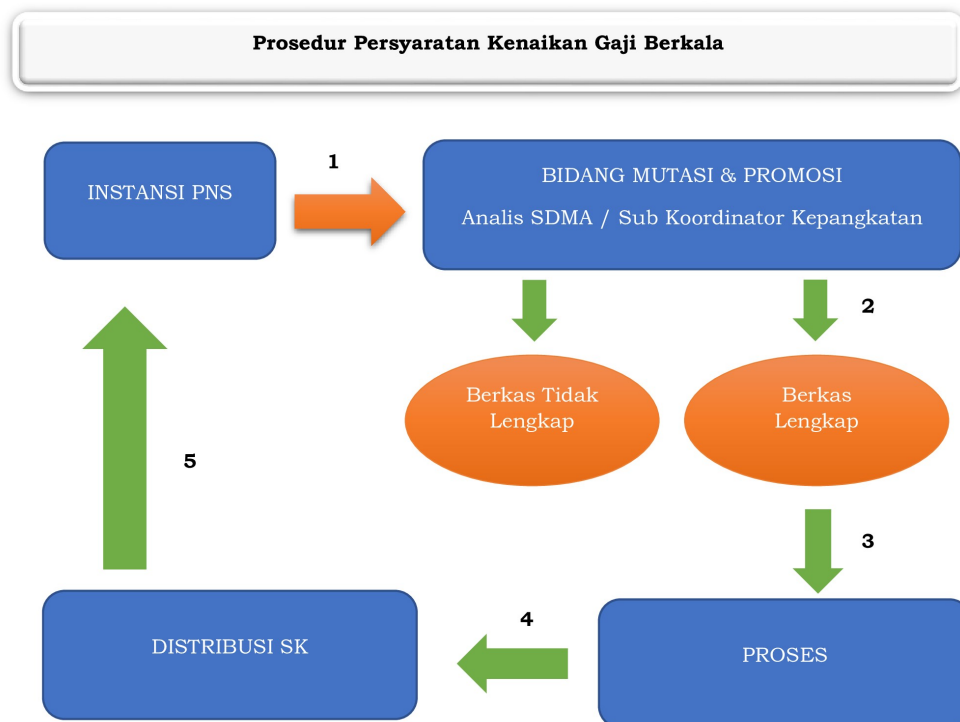 Prosedur Persyaratan Kenaikan Gaji Berkala
INSTANSI PNS
1
BIDANG MUTASI & PROMOSI
Analis SDMA / Sub Koordinator Kepangkatan
2
Berkas Tidak
Lengkap
Berkas
Lengkap
3
PROSES
4
DISTRIBUSI SK
5